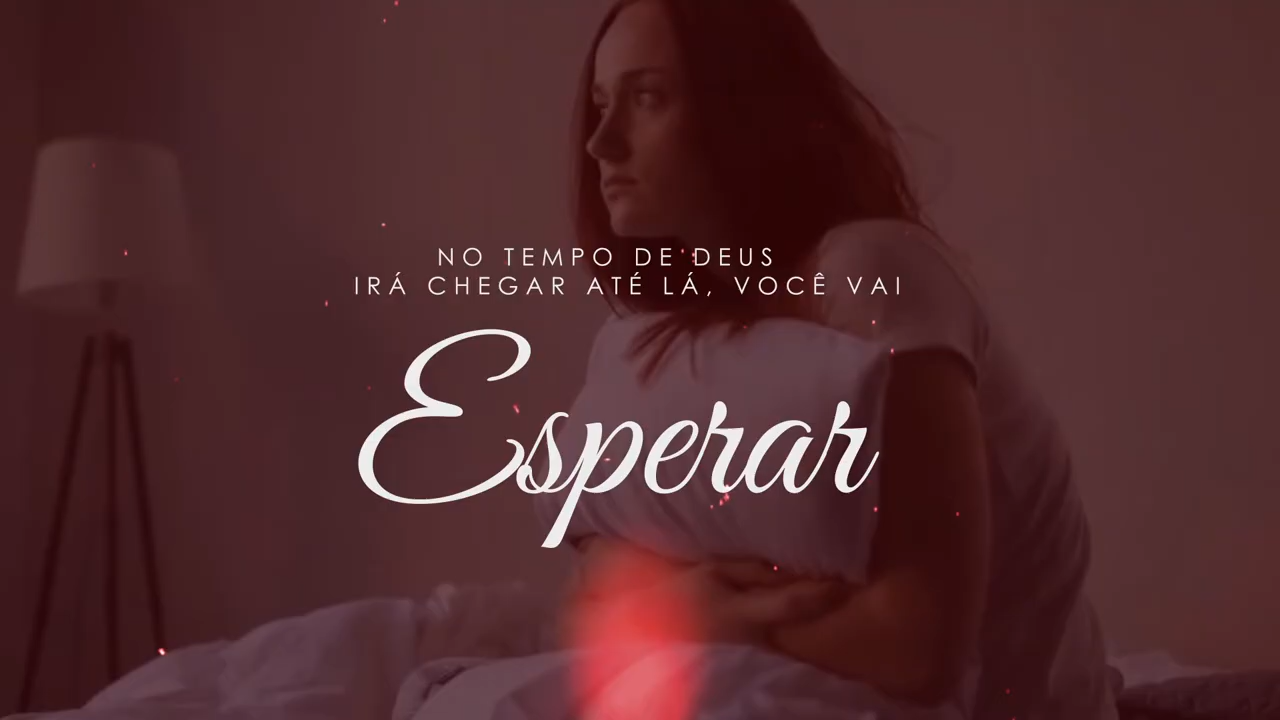 NO TEMPO DE DEUS
IRÁ CHEGAR ATÉ LÁ, VOCÊ VAI
Esperar